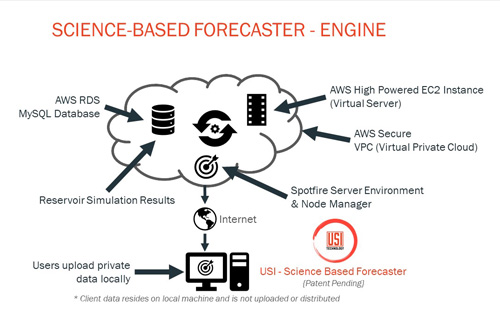 SCIENCE-BASED FORECASTER - ENGINE
AWS RDS
MySQL Database
AWS High Powered EC2 Instance
(Virtual Server)
AWS Secure
VPC (Virtual Private Cloud)
Reservoir Simulation Results
Spotfire Server Environment
& Node Manager
Internet
USI
TECHNOLOGY
Users upload private
data locally
USI - Science Based Forecaster
(Patent Pending)
* Client data resides on local machine and is not uploaded or distributed